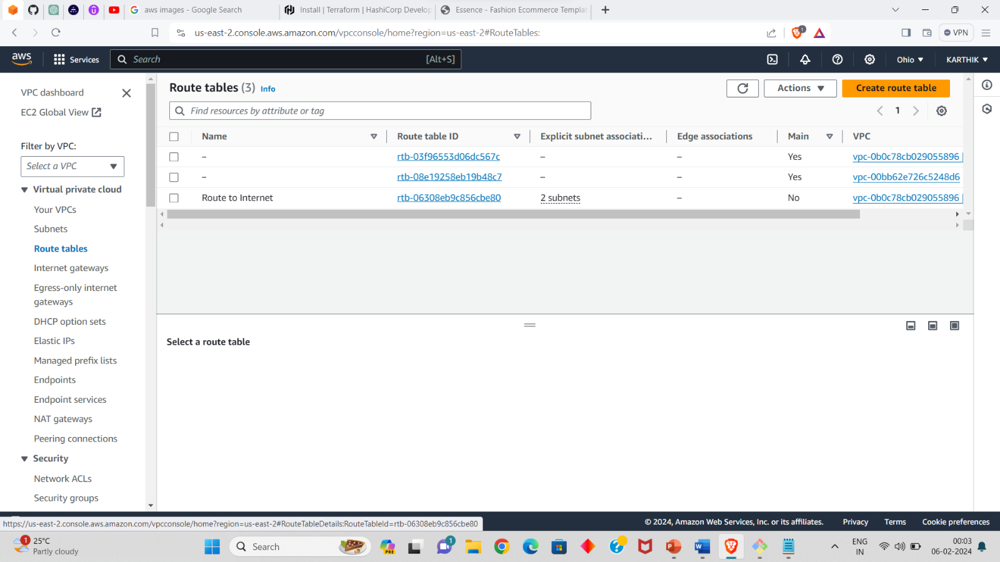 aws images - Google Search
Install | Terraform | HashiCorp Develop
Essence - Fashion Ecommerce Templat
us-east-2.console.aws.amazon.com/vpcconsole/home?region=us-east-2#RouteTables:
1
VPN
aws
Services
Search
[Alt+S]
Ohio
KARTHIK
VPC dashboard
EC2 Global View
Filter by VPC:
Select a VPC
Virtual private cloud
Your VPCs
Subnets
Route tables
Internet gateways
Egress-only internet
gateways
DHCP option sets
Elastic IPs
Managed prefix lists
Endpoints
Endpoint services
NAT gateways
Peering connections
Security
Network ACLs
Security groups
Route tables (3) Info
Actions
Create route table
Find resources by attribute or tag
1
Name Route table ID Explicit subnet associati... Edge associations Main VPC
– rtb-03f96553d06dc567c – – Yes vpc-0b0c78cb029055896 |
– rtb-08e19258eb19b48c7 – – Yes vpc-00bb62e726c5248d6
Route to Internet rtb-06308eb9c856cbe80 2 subnets – No vpc-0b0c78cb029055896 |
Select a route table
https://us-east-2.console.aws.amazon.com/vpcconsole/home?region=us-east-2#RouteTableDetails:RouteTableId=rtb-06308eb9c856cbe80
© 2024, Amazon Web Services, Inc. or its affiliates. Privacy Terms Cookie preferences
1
25°C
Partly cloudy
Search
PRE
1
ENG
IN
00:03
06-02-2024